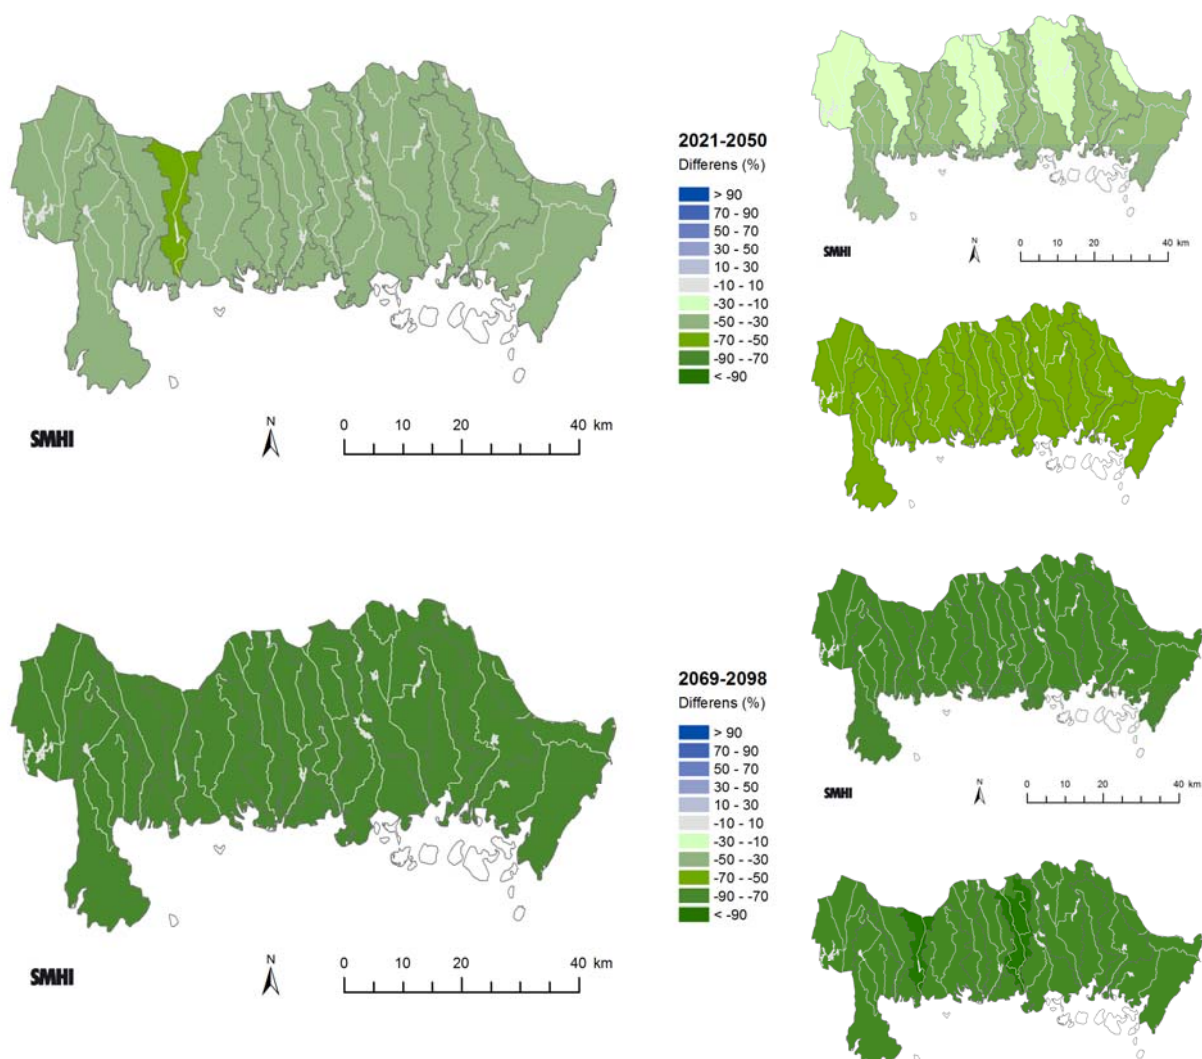 2021-2050
Differens (%)
> 90
70 - 90
50 - 70
30 - 50
10 - 30
-10 - 10
-30 - -10
-50 - -30
-70 - -50
-90 - -70
< -90
SMHI
N
0 10 20 40 km
SMHI
N
0 10 20 40 km
2069-2098
Differens (%)
> 90
70 - 90
50 - 70
30 - 50
10 - 30
-10 - 10
-30 - -10
-50 - -30
-70 - -50
-90 - -70
< -90
SMHI
N
0 10 20 40 km
SMHI
N
0 10 20 40 km